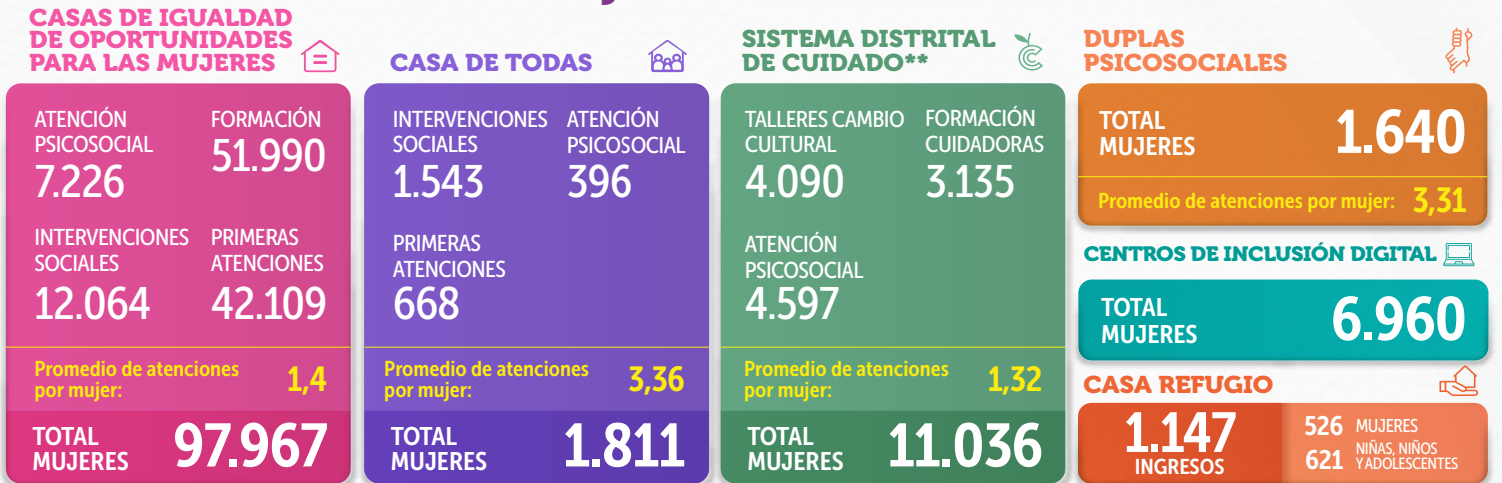 CASAS DE IGUALDAD
DE OPORTUNIDADES
PARA LAS MUJERES
ATENCIÓN
PSICOSOCIAL
7.226
FORMACIÓN
51.990
INTERVENCIONES
SOCIALES
12.064
PRIMERAS
ATENCIONES
42.109
Promedio de atenciones
por mujer:
1,4
TOTAL
MUJERES
97.967
CASA DE TODAS
INTERVENCIONES
SOCIALES
1.543
ATENCIÓN
PSICOSOCIAL
396
PRIMERAS
ATENCIONES
668
Promedio de atenciones
por mujer:
3,36
TOTAL
MUJERES
1.811
SISTEMA DISTRITAL
DE CUIDADO**
TALLERES CAMBIO
CULTURAL
4.090
FORMACIÓN
CUIDADORAS
3.135
ATENCIÓN
PSICOSOCIAL
4.597
Promedio de atenciones
por mujer:
1,32
TOTAL
MUJERES
11.036
DUPLAS
PSICOSOCIALES
TOTAL
MUJERES
1.640
Promedio de atenciones por mujer: 3,31
CENTROS DE INCLUSIÓN DIGITAL
TOTAL
MUJERES
6.960
CASA REFUGIO
1.147
INGRESOS
526 MUJERES
621 NIÑAS, NIÑOS
Y ADOLESCENTES